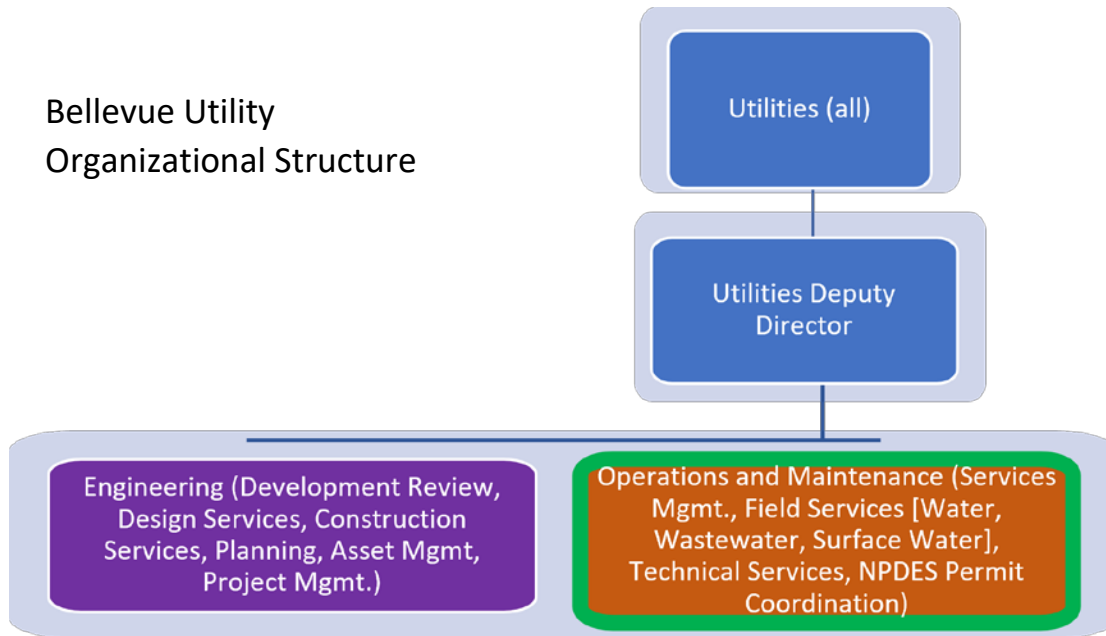 Bellevue Utility
Organizational Structure
Utilities (all)
Utilities Deputy
Director
Engineering (Development Review,
Design Services, Construction
Services, Planning, Asset Mgmt,
Project Mgmt.)
Operations and Maintenance (Services
Mgmt., Field Services [Water,
Wastewater, Surface Water],
Technical Services, NPDES Permit
Coordination)